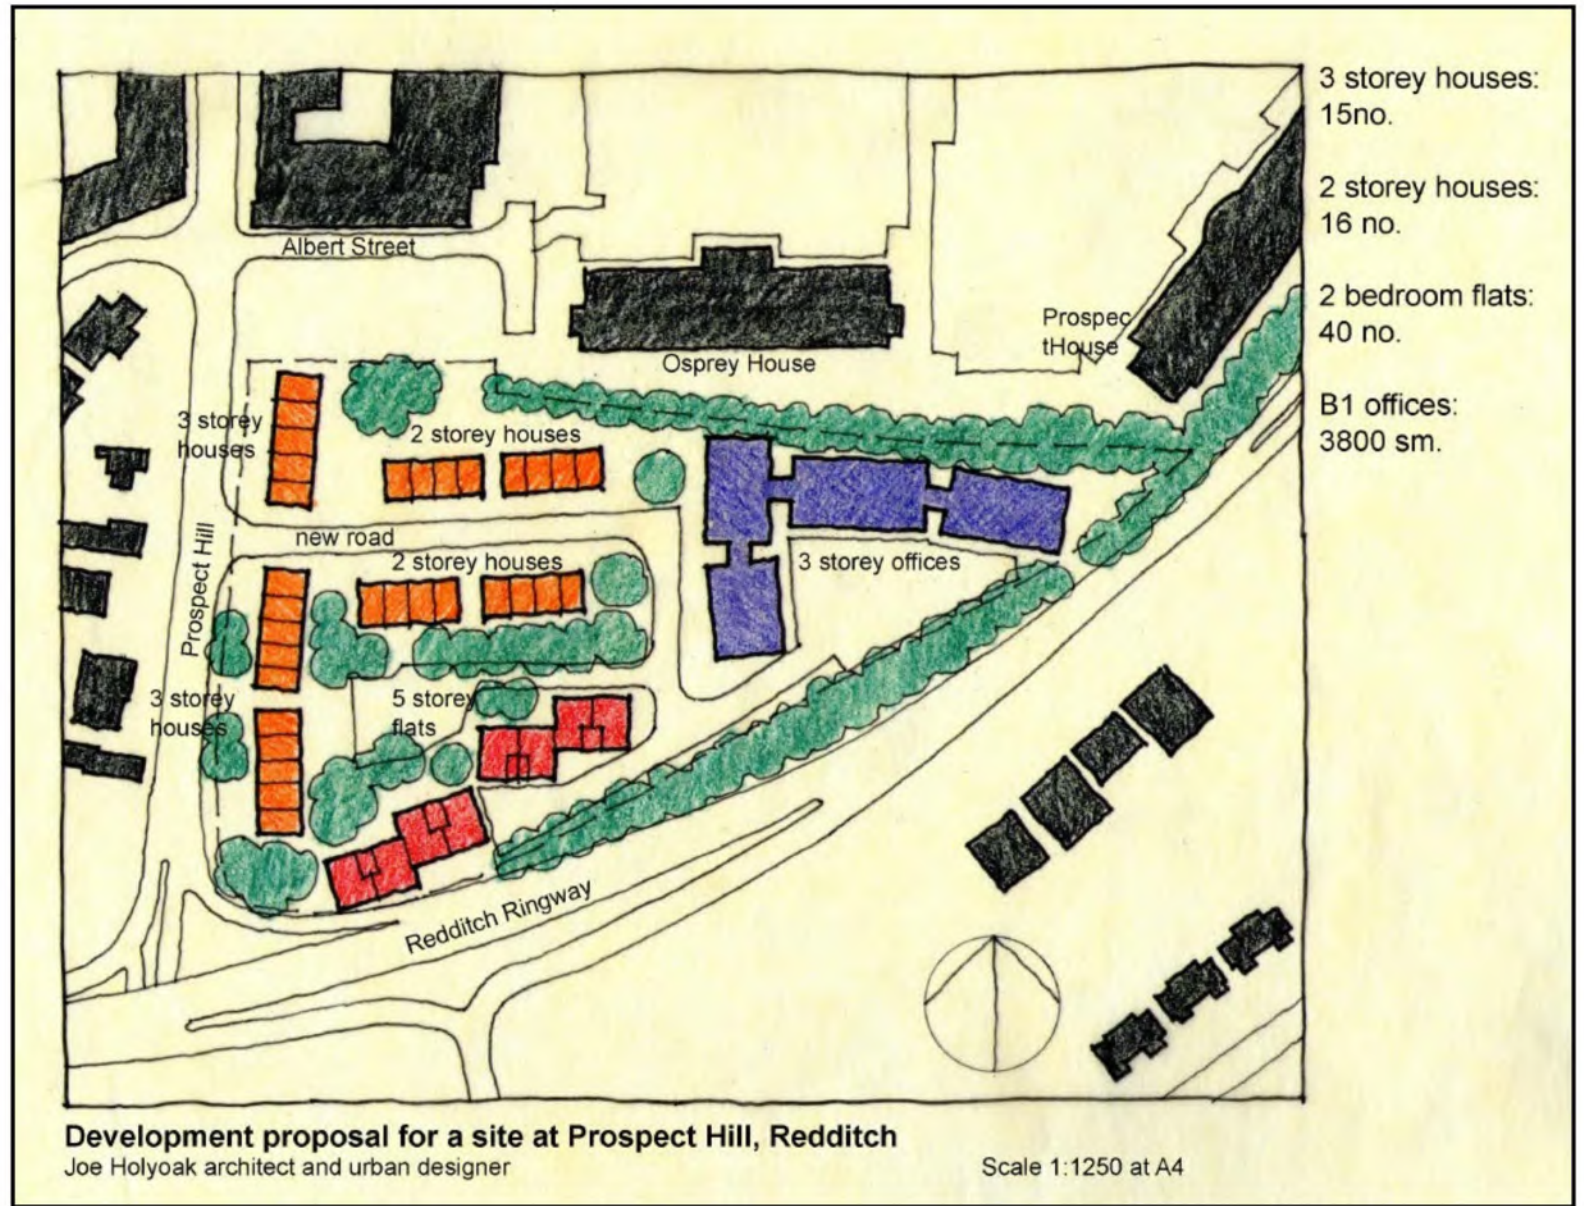 3 storey houses:
15no.
2 storey houses:
16 no.
2 bedroom flats:
40 no.
B1 offices:
3800 sm.
Albert Street
Prospec
tHouse
Osprey House
3 storey
houses
2 storey houses
new road
2 storey houses
3 storey offices
Prospect Hill
3 storey
houses
5 storey
flats
Redditch Ringway
Development proposal for a site at Prospect Hill, Redditch
Joe Holyoak architect and urban designer
Scale 1:1250 at A4